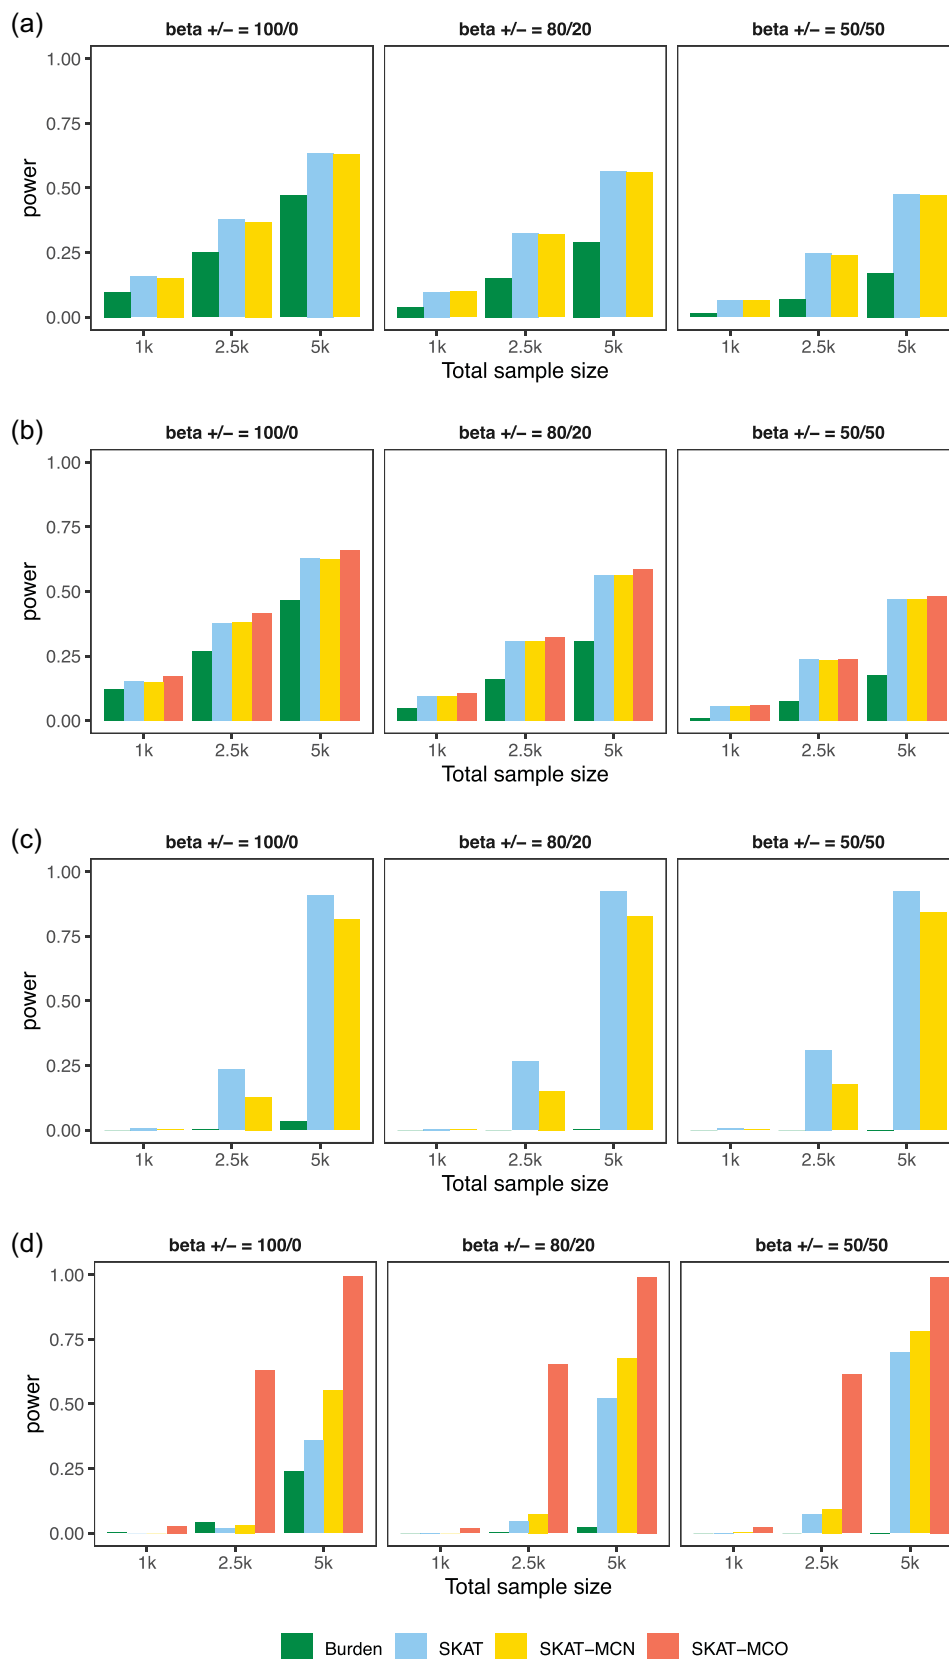 (a)
beta +/− = 100/0 beta +/− = 80/20 beta +/− = 50/50
1.00
0.75
0.50
0.25
0.00
power
1k 2.5k 5k 1k 2.5k 5k 1k 2.5k 5k
Total sample size
(b)
beta +/− = 100/0 beta +/− = 80/20 beta +/− = 50/50
1.00
0.75
0.50
0.25
0.00
power
1k 2.5k 5k 1k 2.5k 5k 1k 2.5k 5k
Total sample size
(c)
beta +/− = 100/0 beta +/− = 80/20 beta +/− = 50/50
1.00
0.75
0.50
0.25
0.00
power
1k 2.5k 5k 1k 2.5k 5k 1k 2.5k 5k
Total sample size
(d)
beta +/− = 100/0 beta +/− = 80/20 beta +/− = 50/50
1.00
0.75
0.50
0.25
0.00
power
1k 2.5k 5k 1k 2.5k 5k 1k 2.5k 5k
Total sample size
Burden SKAT SKAT−MCN SKAT−MCO